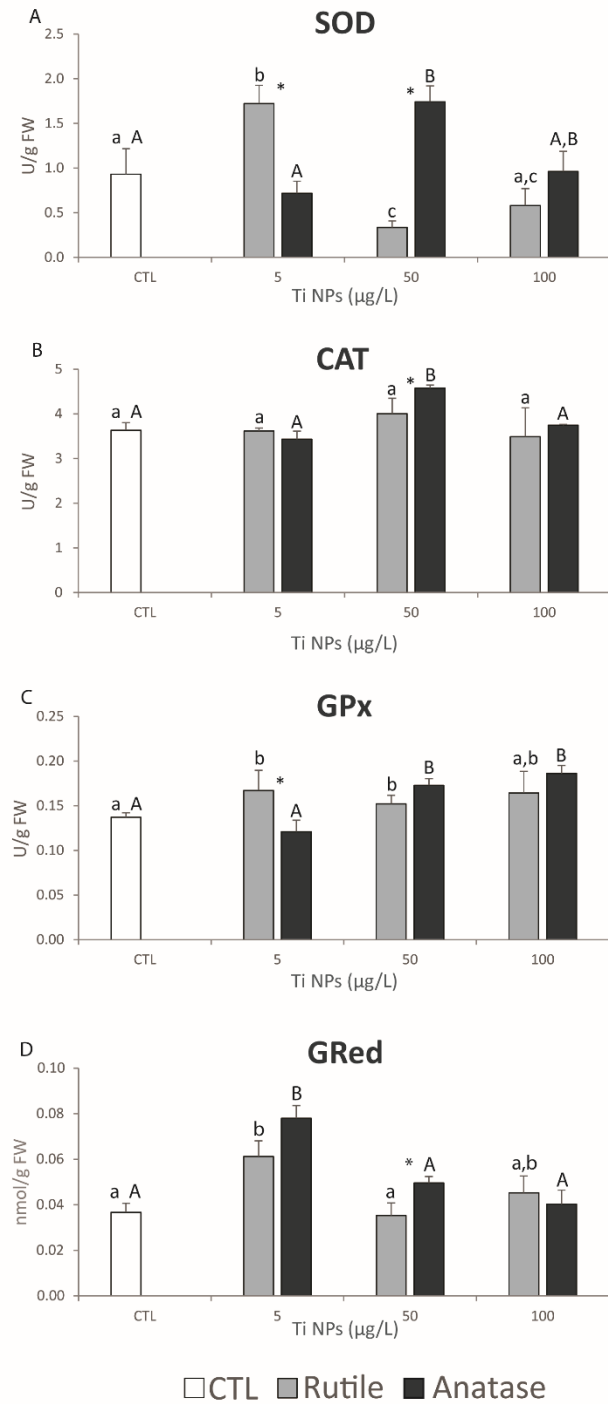 A
SOD
2.5
2.0
1.5
1.0
0.5
0.0
U/g FW
a A
b
*
A
c
*
B
a,c
A,B
CTL
5
50
100
Ti NPs (µg/L)
B
CAT
5
4
3
2
1
0
U/g FW
a A
a
A
a
*
B
a
A
CTL
5
50
100
Ti NPs (µg/L)
C
GPx
0.25
0.20
0.15
0.10
0.05
0.00
U/g FW
a A
b
*
A
b
B
a,b
B
CTL
5
50
100
Ti NPs (µg/L)
D
GRed
0.10
0.08
0.06
0.04
0.02
0.00
nmol/g FW
a A
b
B
a
*
A
a,b
A
CTL
5
50
100
Ti NPs (µg/L)
CTL Rutile Anatase